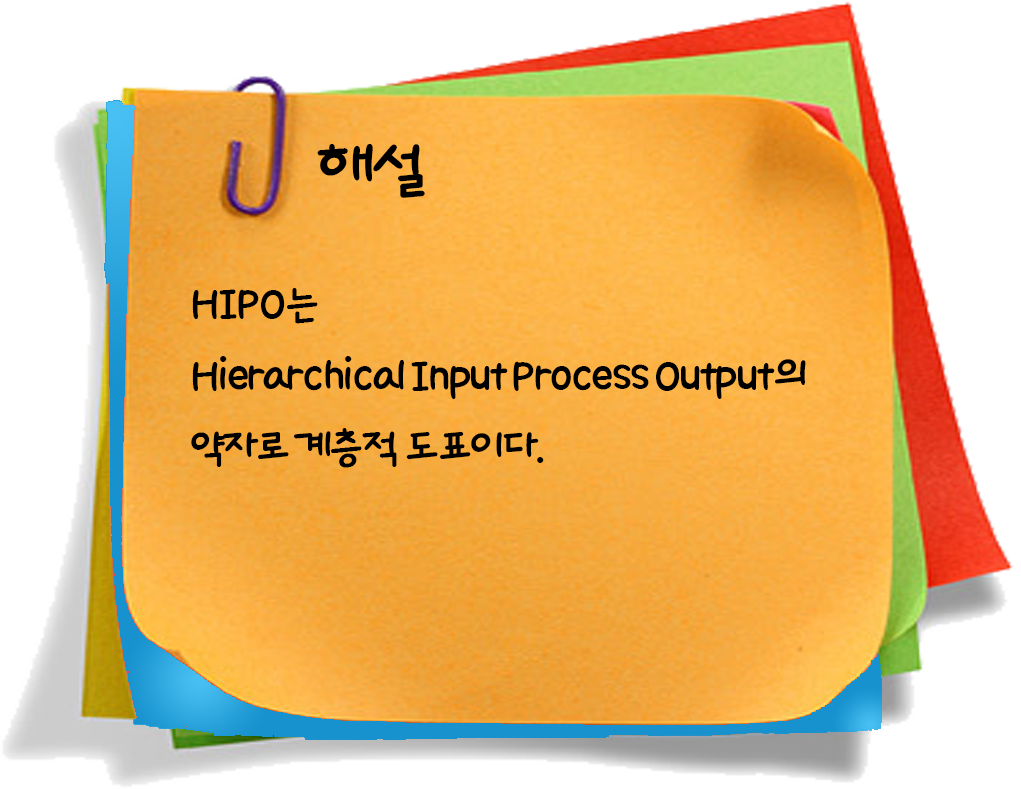 해설
HIPO는
Hierarchical Input Process Output의
약자로 계층적 도표이다.